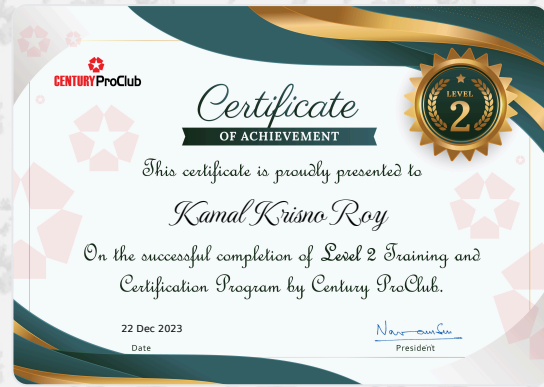 CENTURY ProClub
LEVEL
2
Certificate
OF ACHIEVEMENT
This certificate is proudly presented to
Kamal Krisno Roy
On the successful completion of Level 2 Training and
Certification Program by Century ProClub.
22 Dec 2023
Date
President